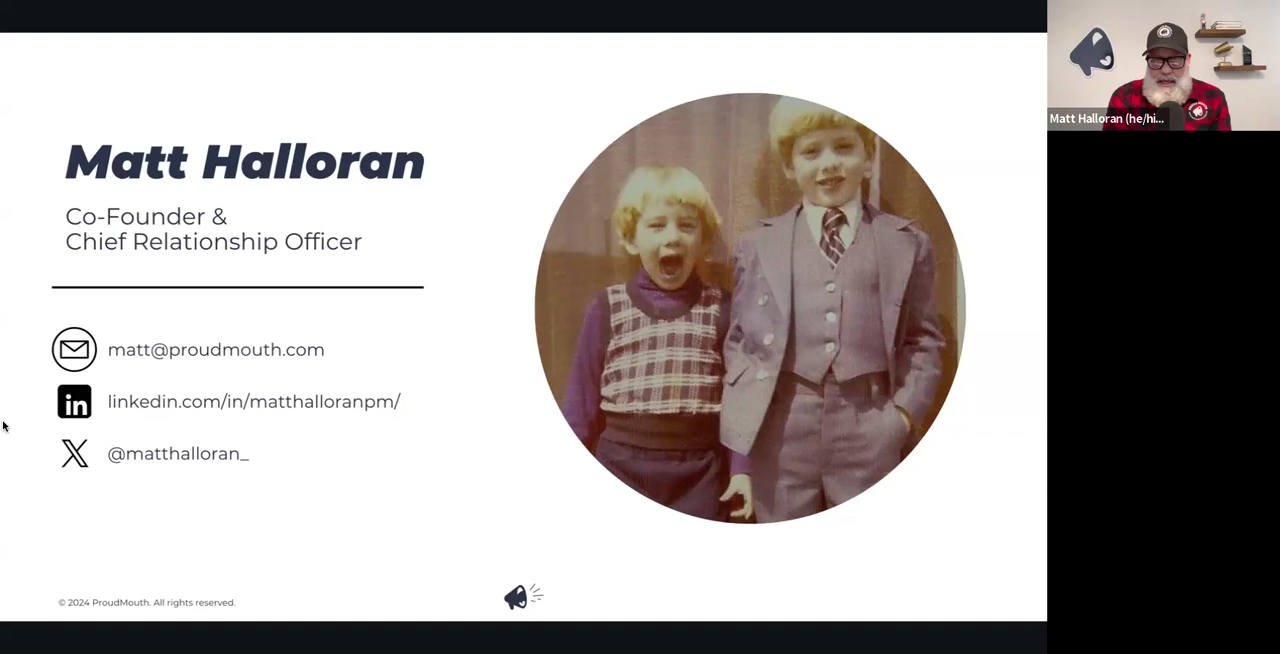 Matt Halloran
Co-Founder &
Chief Relationship Officer
matt@proudmouth.com
in linkedin.com/in/matthalloranpm/
@matthalloran_
© 2024 ProudMouth. All rights reserved.
Matt Halloran (he/hi...